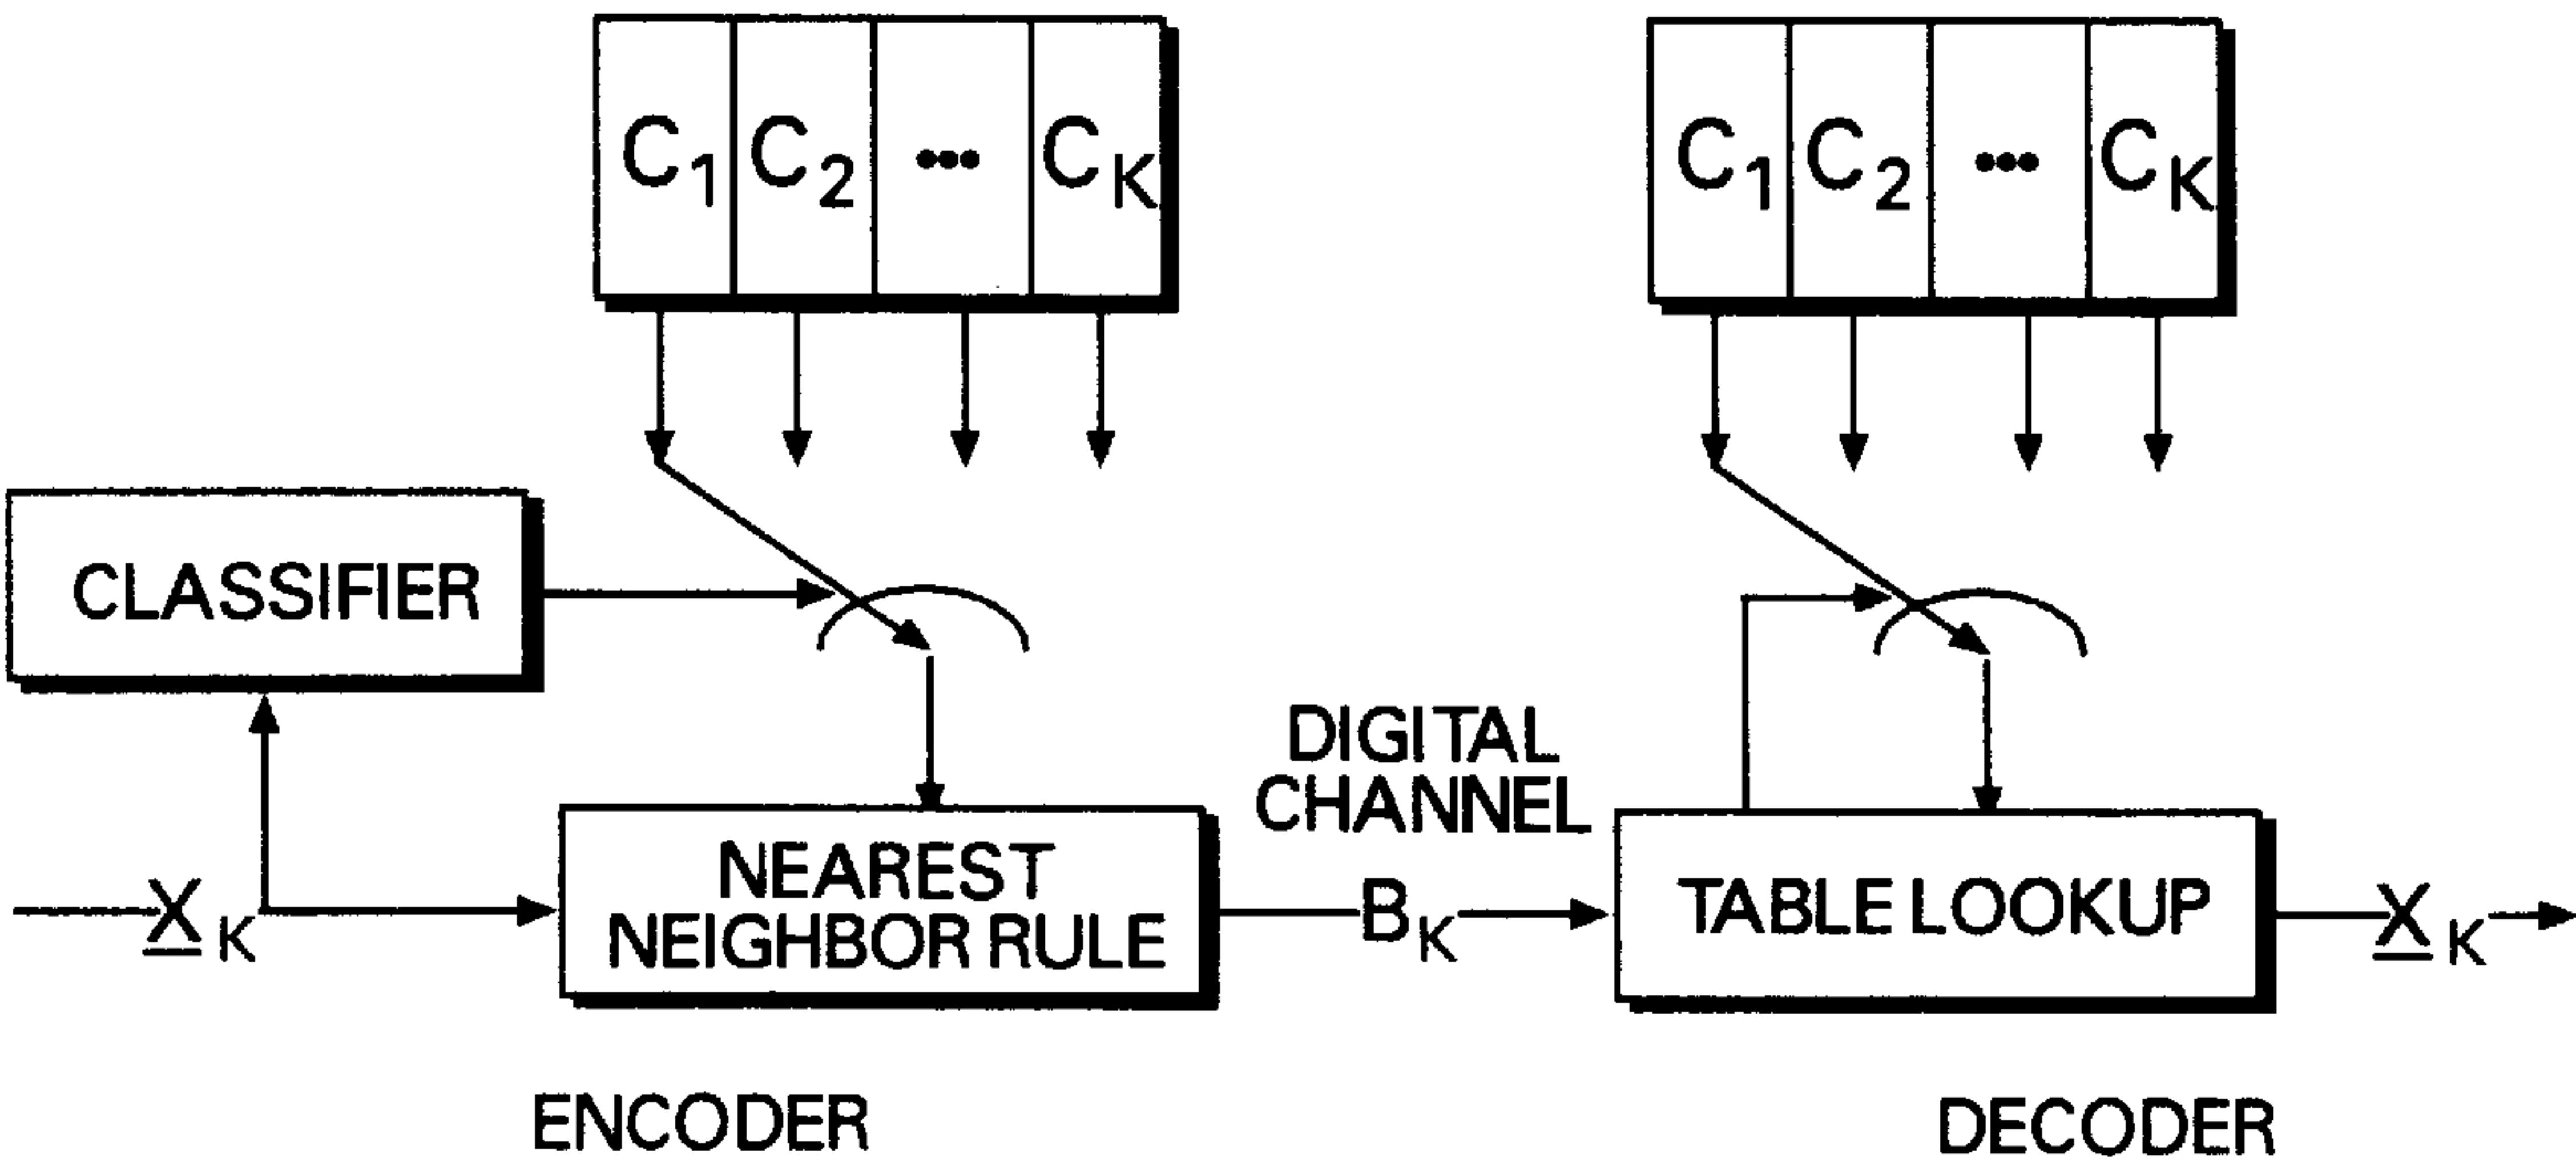 C1 C2 ••• CK
C1 C2 ••• CK
CLASSIFIER
DIGITAL
CHANNEL
XK
NEAREST
NEIGHBOR RULE
BK
TABLE LOOKUP
XK
ENCODER
DECODER